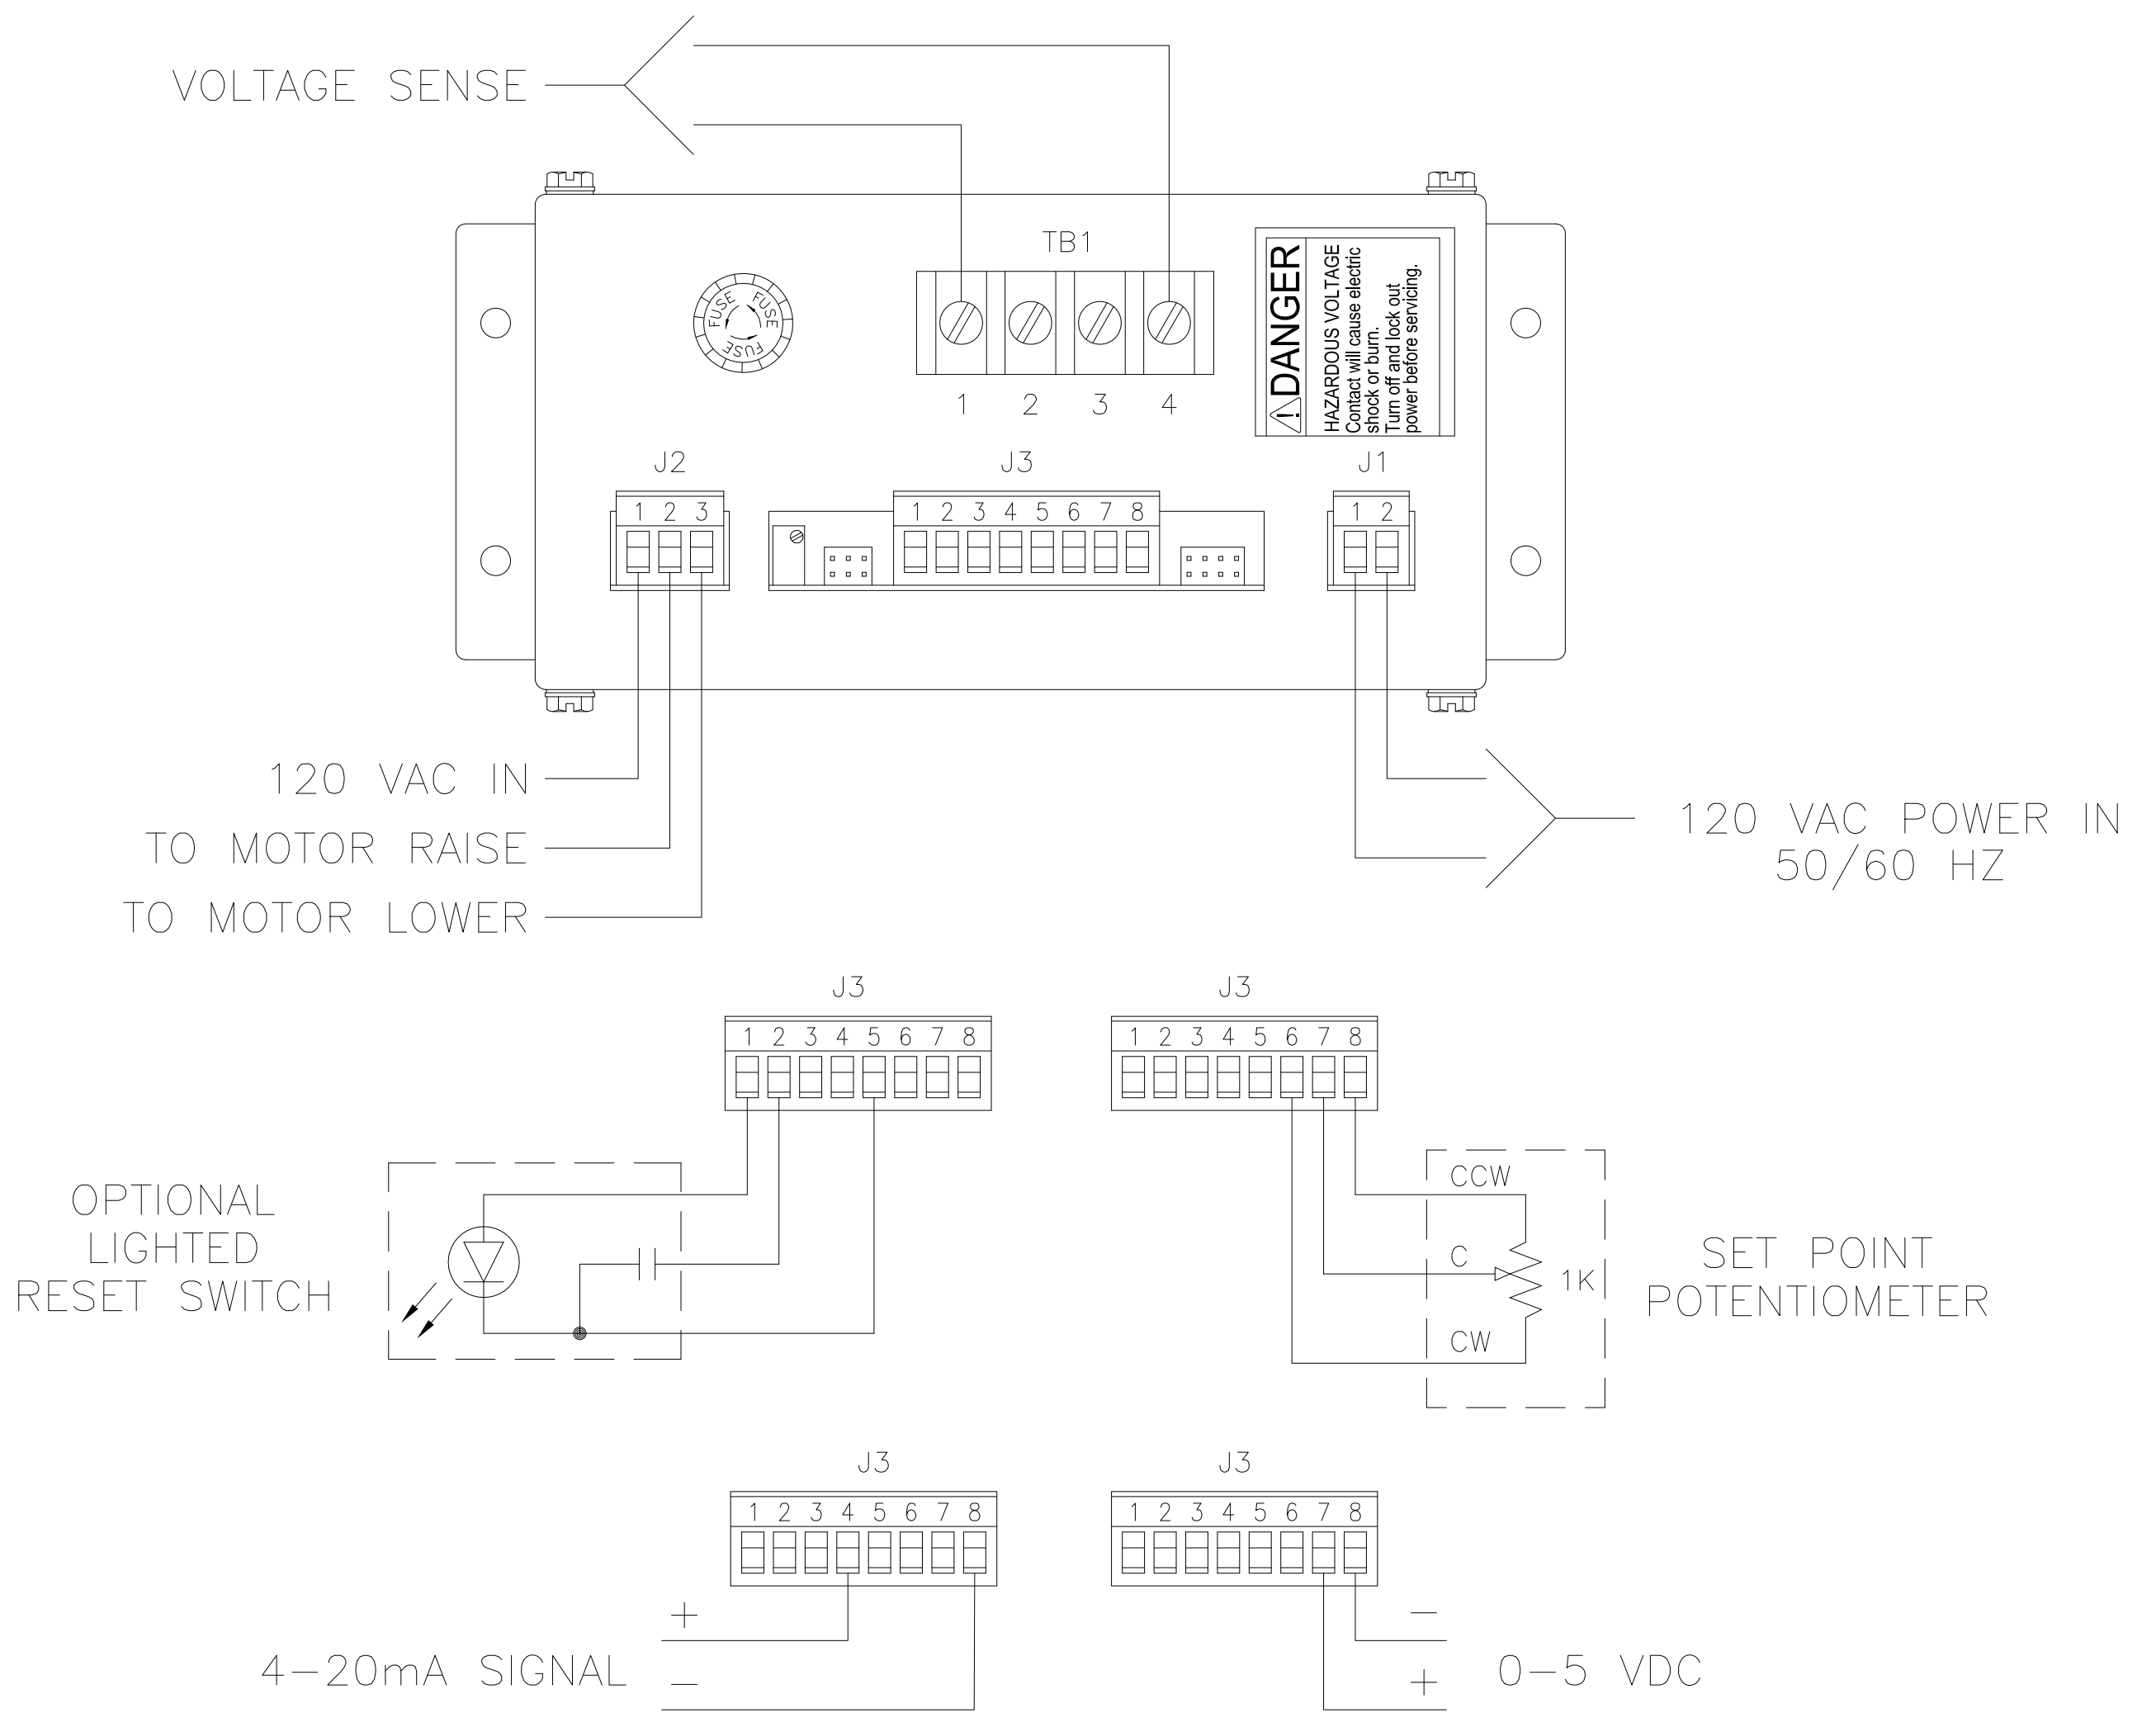 VOLTAGE SENSE
TB1
FUSE FUSE FUSE
1 2 3 4
⚠DANGER
HAZARDOUS VOLTAGE
Contact will cause electric
shock or burn.
Turn off and lock out
power before servicing.
J2
1 2 3
J3
1 2 3 4 5 6 7 8
J1
1 2
120 VAC IN
TO MOTOR RAISE
TO MOTOR LOWER
120 VAC POWER IN
50/60 HZ
J3
1 2 3 4 5 6 7 8
OPTIONAL
LIGHTED
RESET SWITCH
J3
1 2 3 4 5 6 7 8
CCW
C
1K
CW
SET POINT
POTENTIOMETER
J3
1 2 3 4 5 6 7 8
+
4-20mA SIGNAL
-
J3
1 2 3 4 5 6 7 8
-
0-5 VDC
+